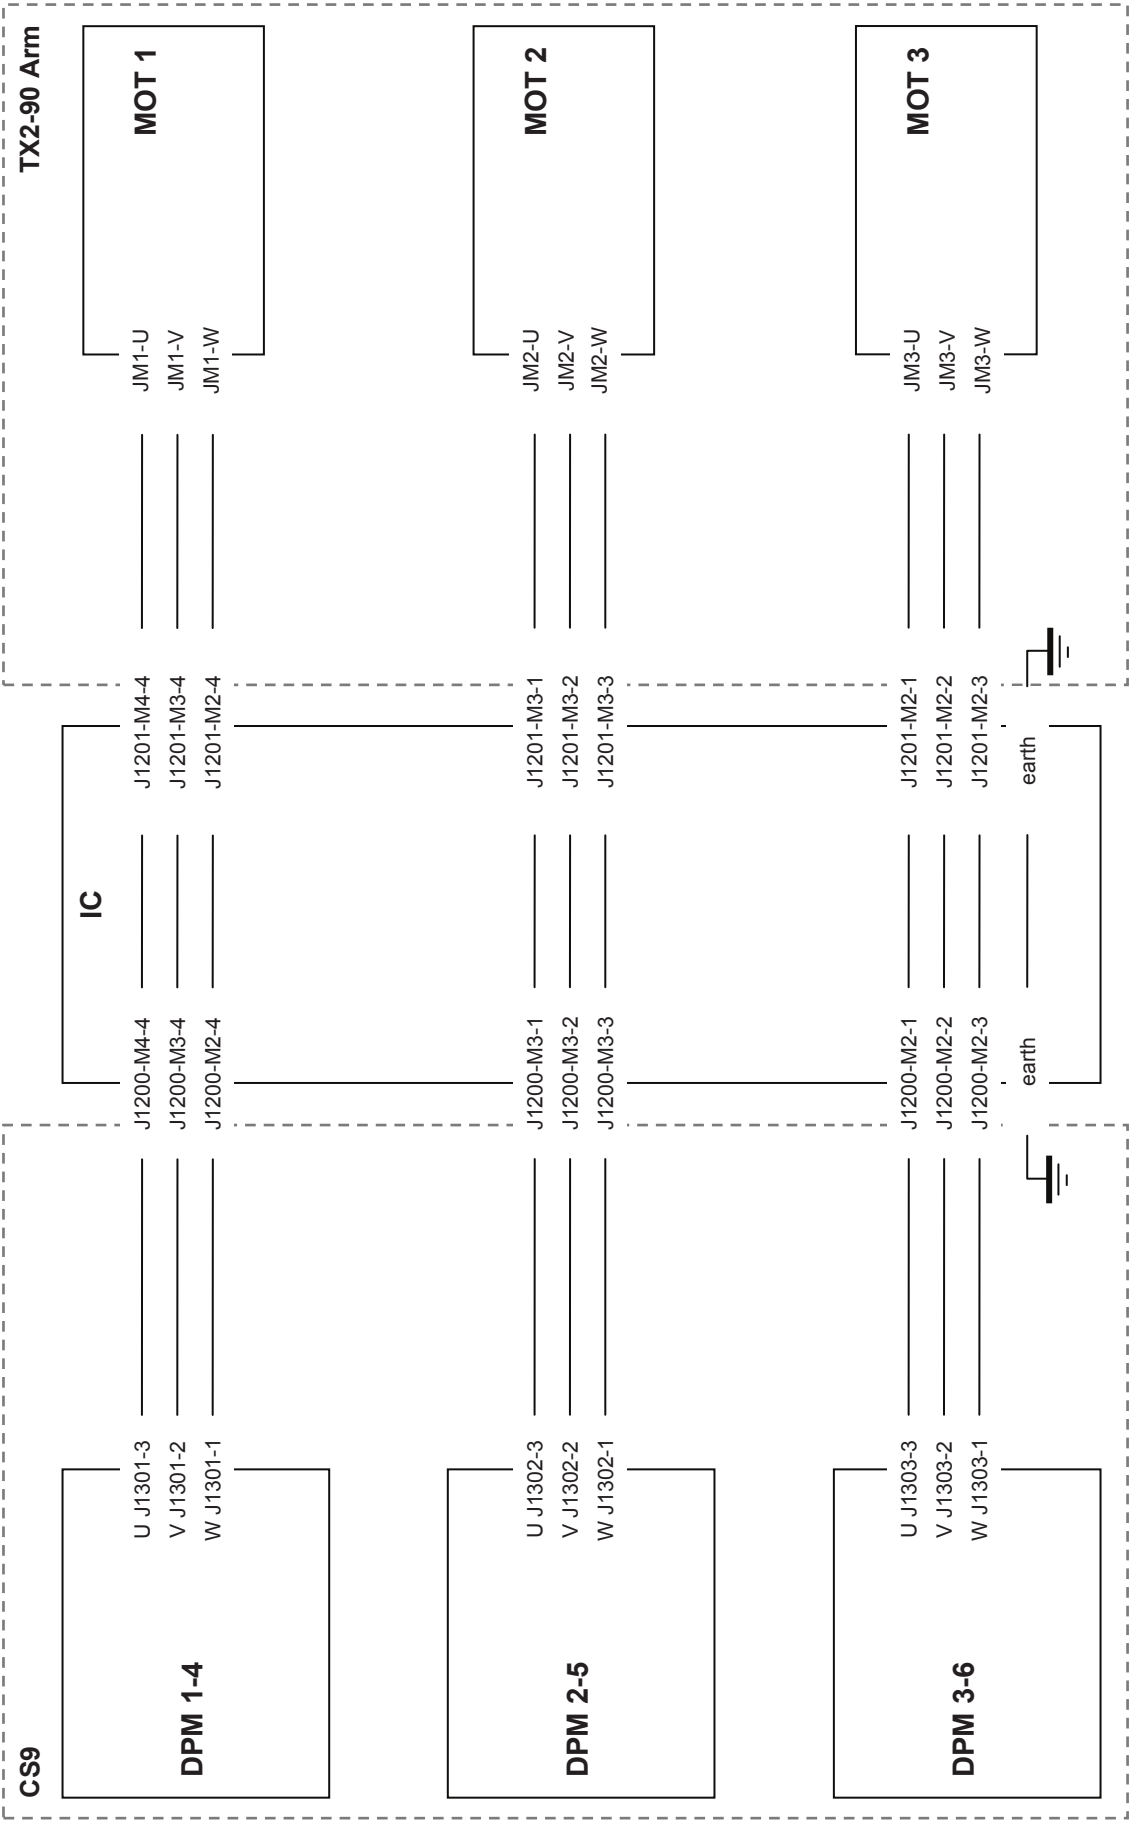 CS9
TX2-90 Arm
IC
DPM 1-4
U J1301-3
V J1301-2
W J1301-1
J1200-M4-4
J1200-M3-4
J1200-M2-4
J1201-M4-4
J1201-M3-4
J1201-M2-4
JM1-U
JM1-V
JM1-W
MOT 1
DPM 2-5
U J1302-3
V J1302-2
W J1302-1
J1200-M3-1
J1200-M3-2
J1200-M3-3
J1201-M3-1
J1201-M3-2
J1201-M3-3
JM2-U
JM2-V
JM2-W
MOT 2
DPM 3-6
U J1303-3
V J1303-2
W J1303-1
J1200-M2-1
J1200-M2-2
J1200-M2-3
J1201-M2-1
J1201-M2-2
J1201-M2-3
JM3-U
JM3-V
JM3-W
MOT 3
earth
earth